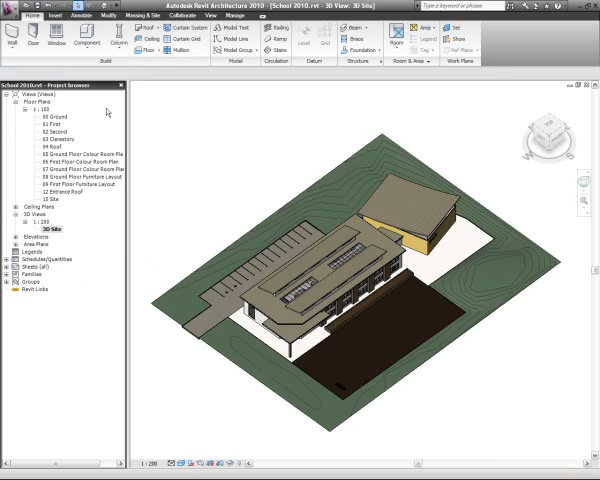 Autodesk Revit Architecture 2010 - [School 2010.rvt - 3D View: 3D Site]
Type a keyword or phrase
Home Insert Annotate Modify Massing & Site Collaborate View Manage
Wall Door Window Component Column
Roof Curtain System
Ceiling Curtain Grid
Floor Mullion
Build
Model Text
Model Line
Model Group
Model
Railing
Ramp
Stairs
Circulation
Level Grid
Datum
Beam
Brace
Foundation
Structure
Room
Area
Legend
Tag
Room & Area
Set
Show
Ref Plane
Work Plane
School 2010.rvt - Project browser
Views (Views)
Floor Plans
1 : 100
00 Ground
01 First
02 Second
03 Clerestory
04 Roof
05 Ground Floor Colour Room Plan
06 First Floor Colour Room Plan
07 Ground Floor Colour Room Plan
08 Ground Floor Furniture Layout
09 First Floor Furniture Layout
12 Entrance Roof
15 Site
Ceiling Plans
3D Views
1 : 200
3D Site
Elevations
Area Plans
Legends
Schedules/Quantities
Sheets (all)
Families
Groups
Revit Links
TOP
W
S
1 : 200